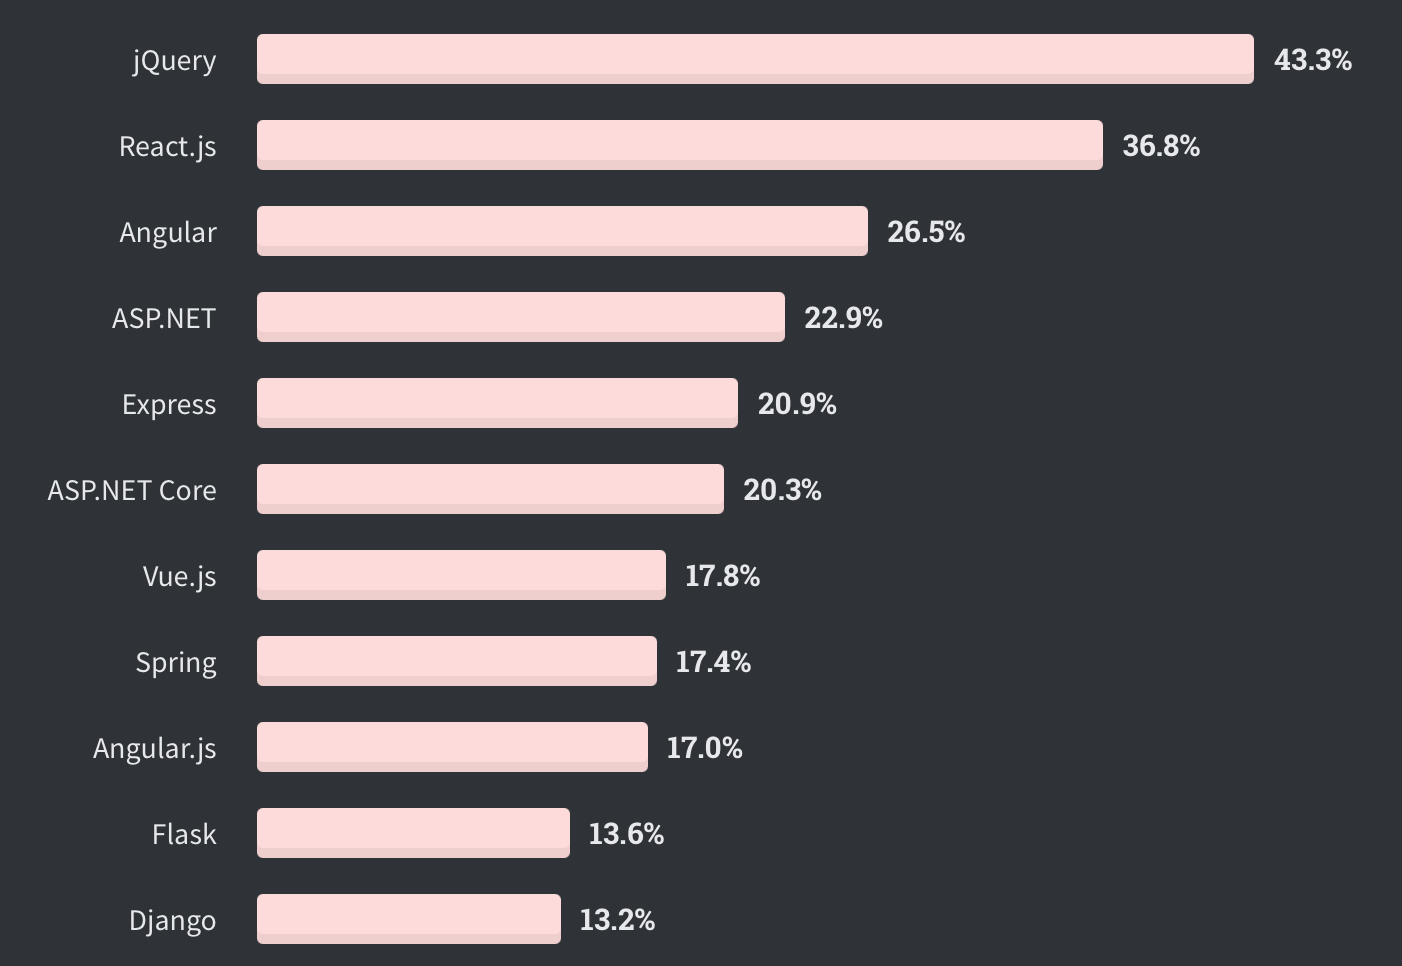 jQuery 43.3%
React.js 36.8%
Angular 26.5%
ASP.NET 22.9%
Express 20.9%
ASP.NET Core 20.3%
Vue.js 17.8%
Spring 17.4%
Angular.js 17.0%
Flask 13.6%
Django 13.2%